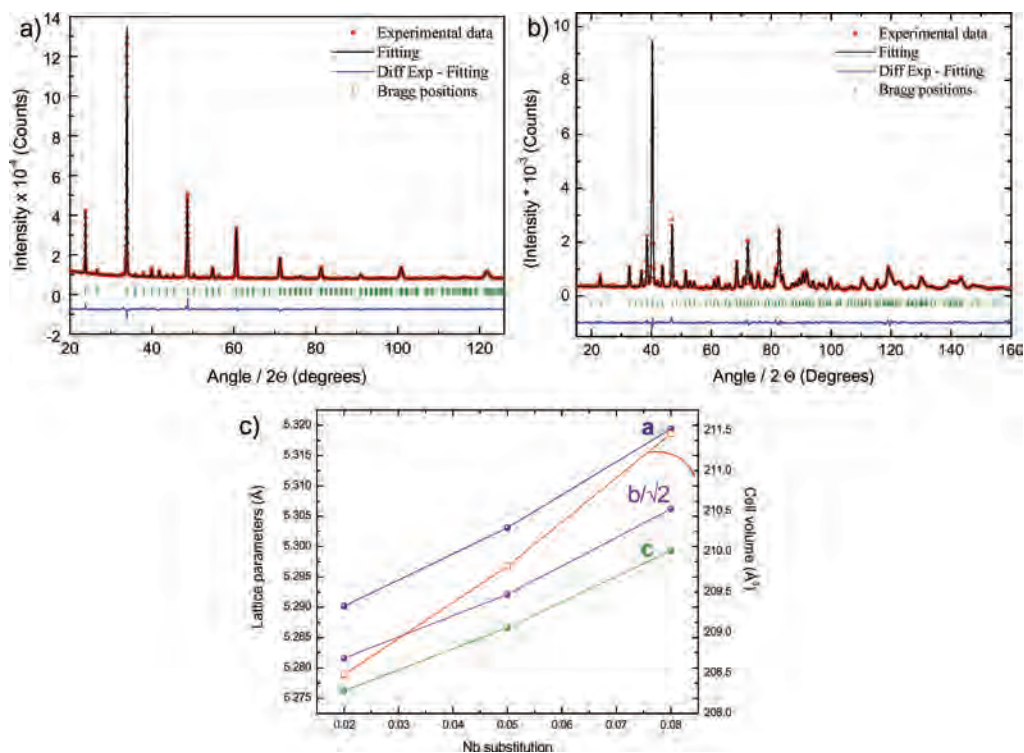 a)
Intensity x 10⁻⁴ (Counts)
14
12
10
8
6
4
2
0
-2
Experimental data
Fitting
Diff Exp - Fitting
Bragg positions
20 40 60 80 100 120
Angle / 2Θ (degrees)
b)
(Intensity * 10⁻³ (Counts)
10
8
6
4
2
0
Experimental data
Fitting
Diff Exp - Fitting
Bragg positions
20 40 60 80 100 120 140 160
Angle / 2 Θ (Degrees)
c)
Lattice parameters (Å)
5.320
5.315
5.310
5.305
5.300
5.295
5.290
5.285
5.280
5.275
a
b/√2
c
211.5
211.0
210.5
210.0
209.5
209.0
208.5
208.0
Cell volume (Å³)
0.02 0.03 0.04 0.05 0.06 0.07 0.08
Nb substitution